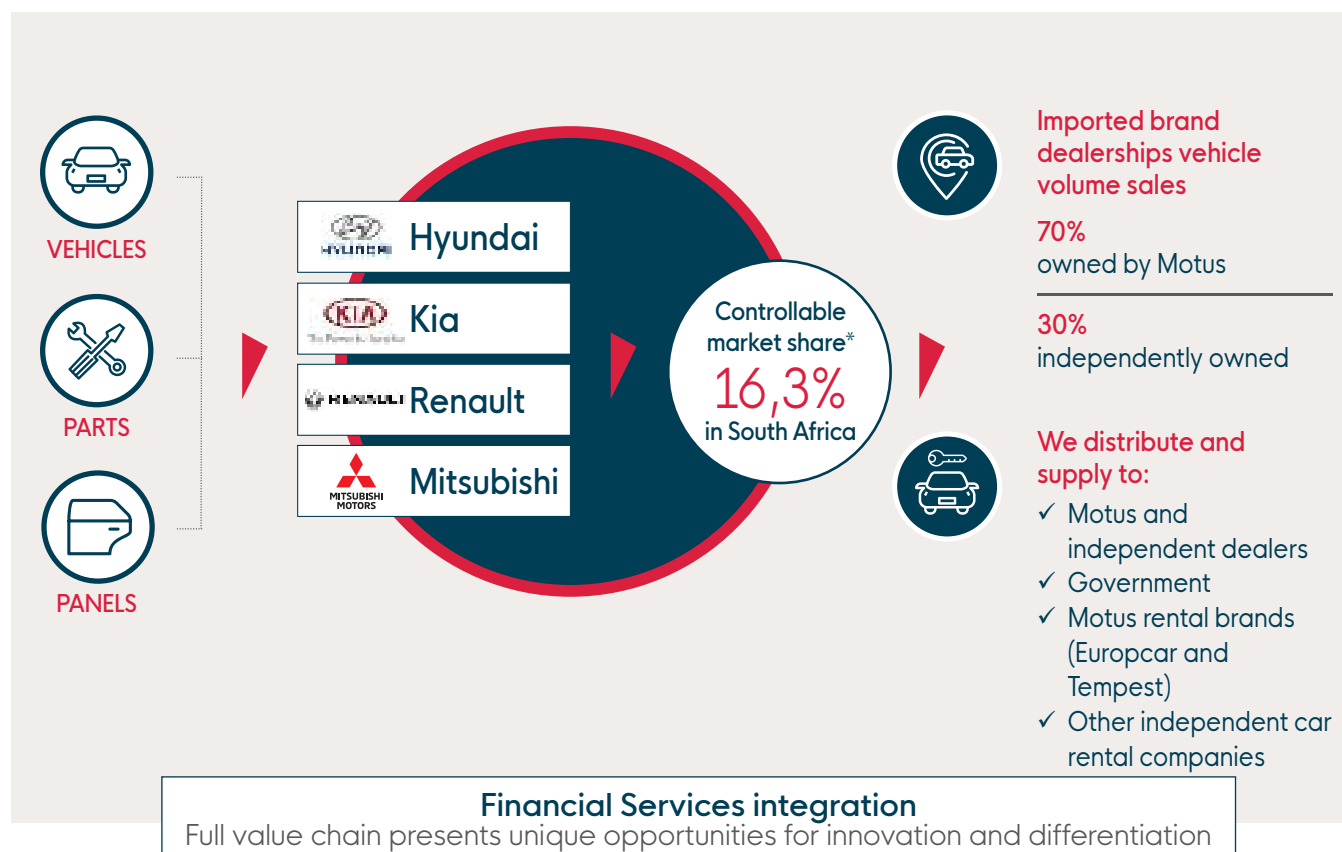 VEHICLES
PARTS
PANELS
HYUNDAI
Hyundai
KIA
Kia
RENAULT
Renault
MITSUBISHI
MOTORS
Mitsubishi
Controllable
market share*
16,3%
in South Africa
Imported brand
dealerships vehicle
volume sales
70%
owned by Motus
30%
independently owned
We distribute and
supply to:
✓ Motus and
independent dealers
✓ Government
✓ Motus rental brands
(Europcar and
Tempest)
✓ Other independent car
rental companies
Financial Services integration
Full value chain presents unique opportunities for innovation and differentiation